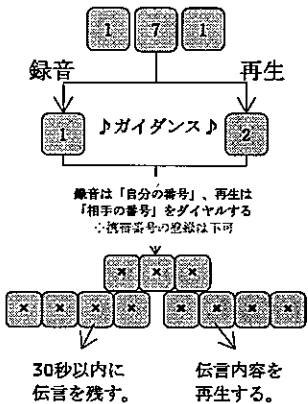 1 7 1
録音 再生
1 ♪ガイダンス♪ 2
録音は「自分の番号」、再生は
「相手の番号」をダイヤルする
×××
×××× ××××
30秒以内に 伝言内容を
伝言を残す。 再生する。